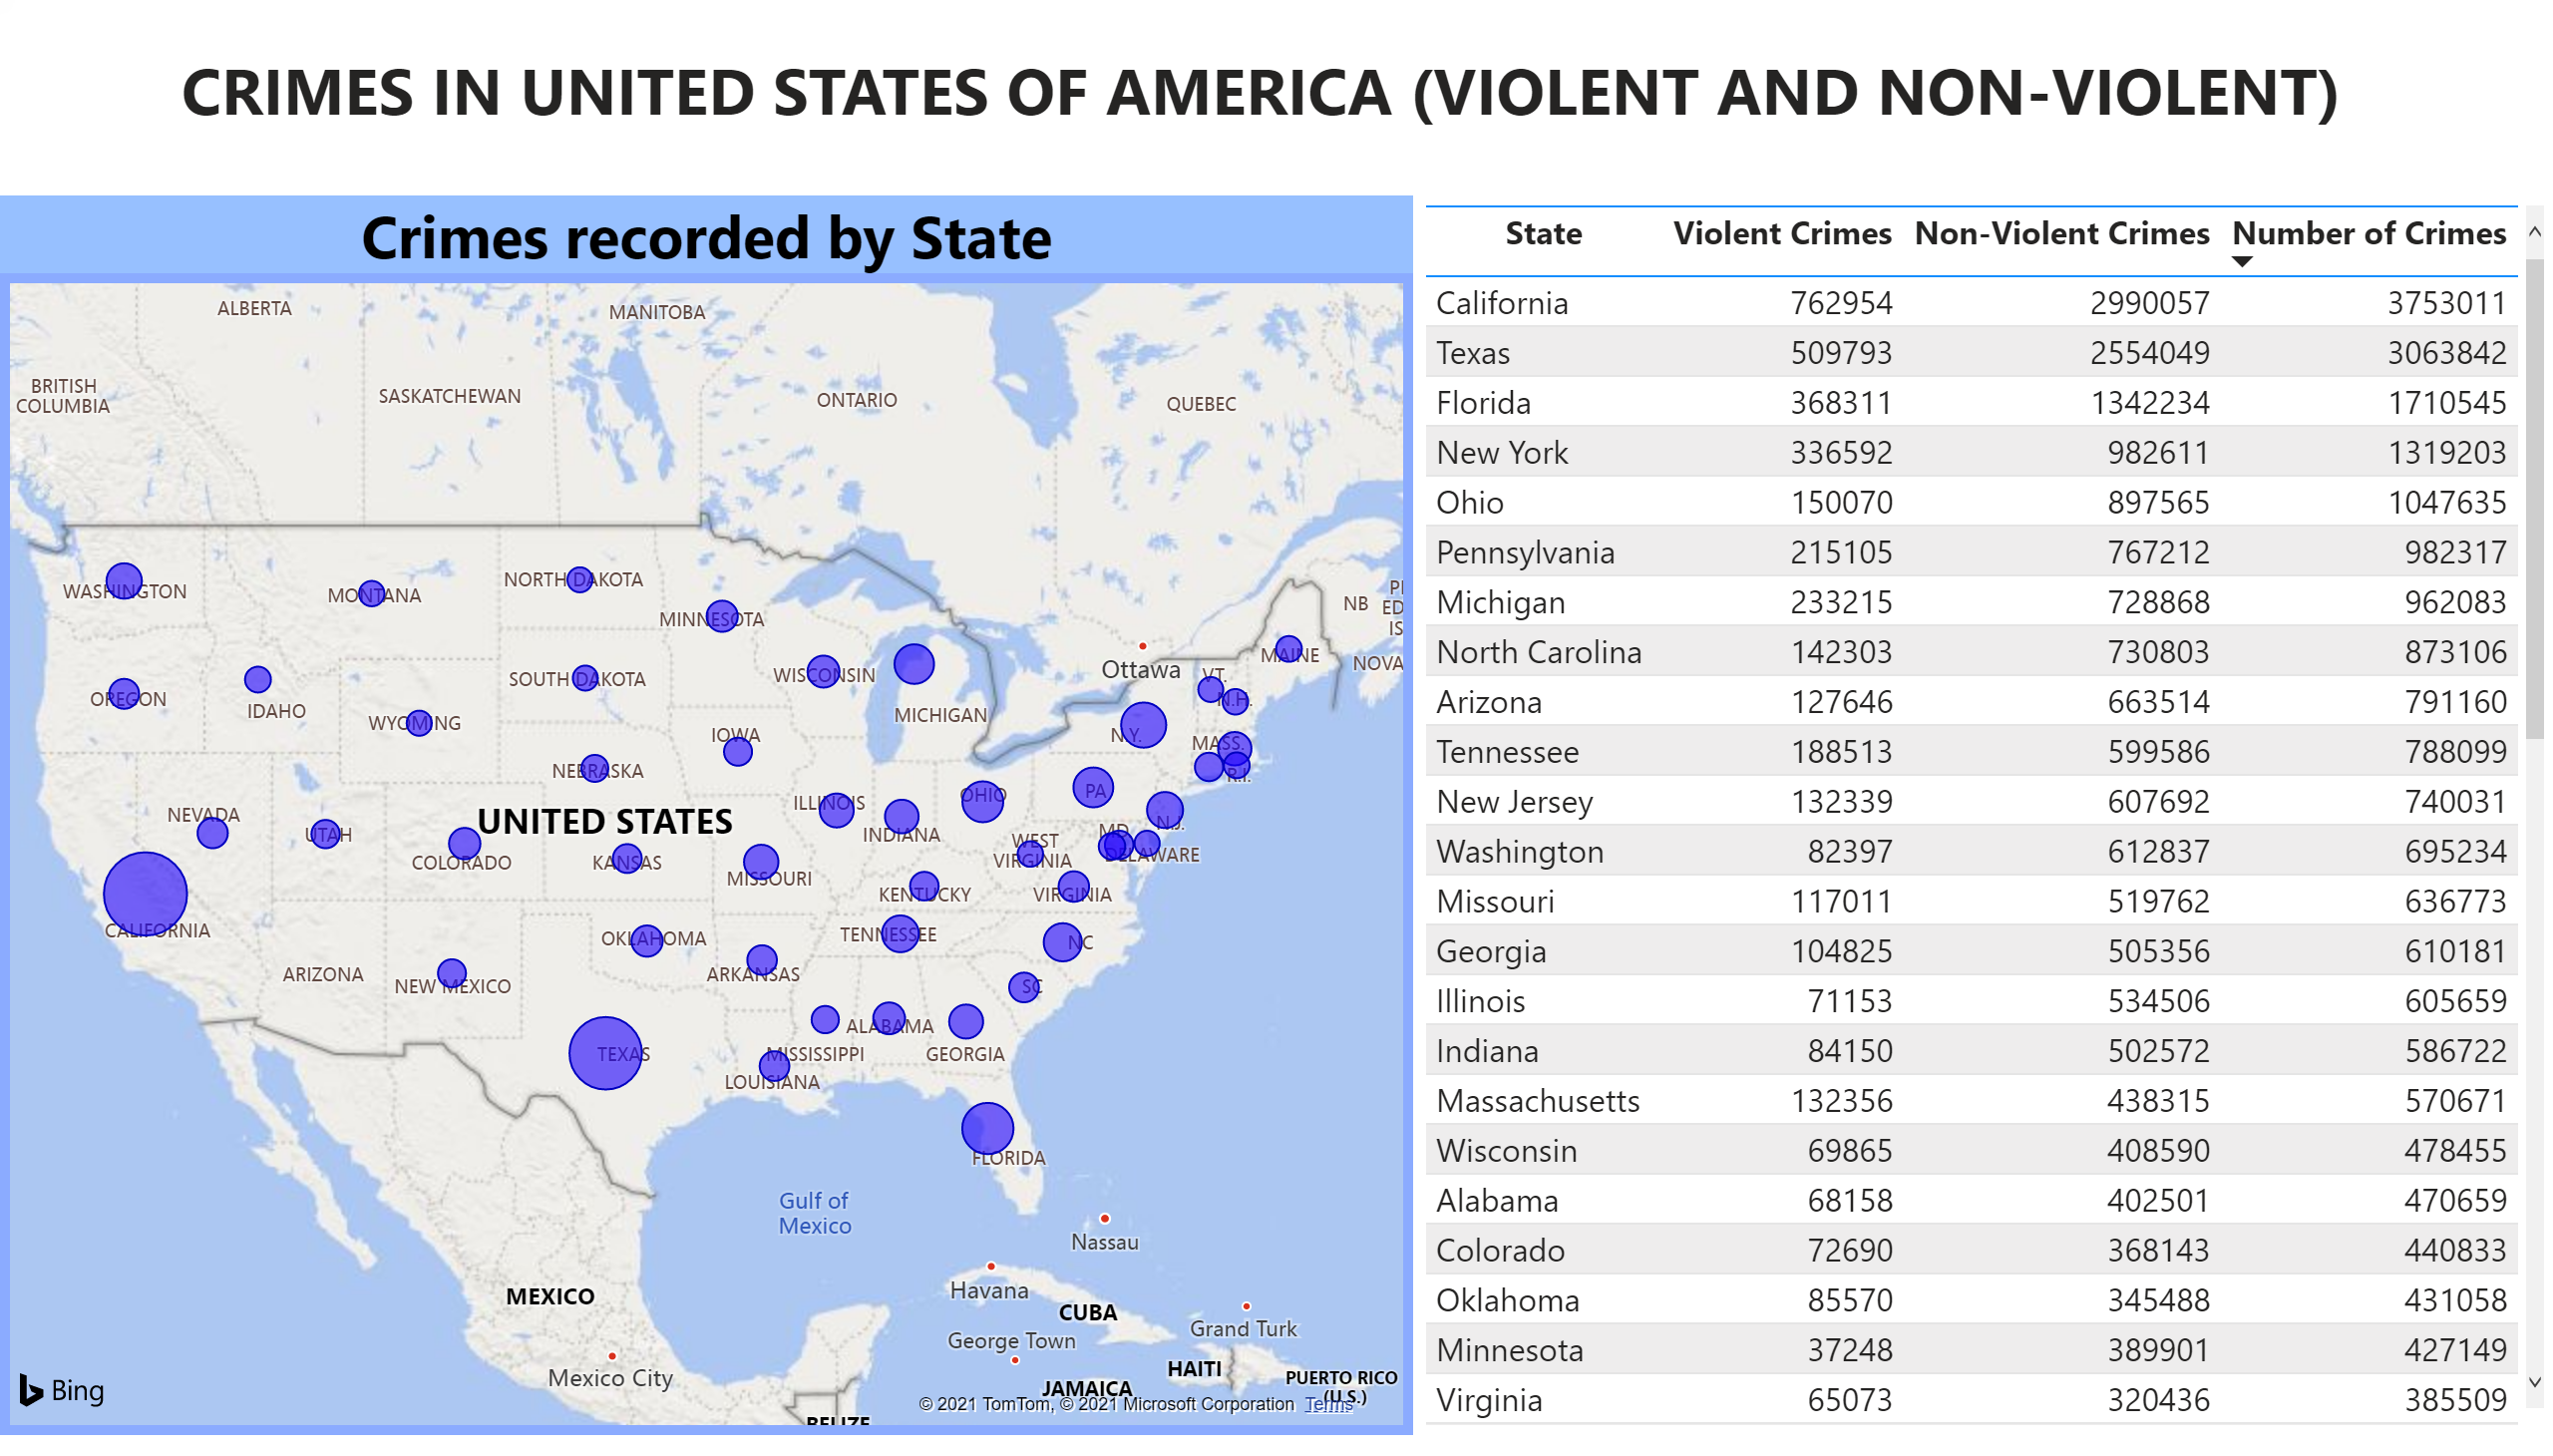 CRIMES IN UNITED STATES OF AMERICA (VIOLENT AND NON-VIOLENT)
Crimes recorded by State
ALBERTA
MANITOBA
BRITISH
COLUMBIA
SASKATCHEWAN
ONTARIO
QUEBEC
WASHINGTON
MONTANA
NORTH DAKOTA
MINNESOTA
NB
PI
ED
IS
OREGON
IDAHO
WYOMING
SOUTH DAKOTA
WISCONSIN
MICHIGAN
Ottawa
VT.
N.H.
MAINE
NOVA
IOWA
N.Y.
MASS.
R.I.
NEBRASKA
NEVADA
UTAH
UNITED STATES
COLORADO
KANSAS
MISSOURI
ILLINOIS
INDIANA
OHIO
PA
N.J.
MD
DELAWARE
WEST
VIRGINIA
KENTUCKY
VIRGINIA
CALIFORNIA
OKLAHOMA
TENNESSEE
NC
ARIZONA
NEW MEXICO
ARKANSAS
SC
TEXAS
MISSISSIPPI
ALABAMA
GEORGIA
LOUISIANA
FLORIDA
Gulf of
Mexico
Nassau
Havana
MEXICO
CUBA
George Town
Grand Turk
Mexico City
HAITI
JAMAICA
PUERTO RICO
(U.S.)
BELIZE
Bing
© 2021 TomTom, © 2021 Microsoft Corporation Terms
State Violent Crimes Non-Violent Crimes Number of Crimes
California 762954 2990057 3753011
Texas 509793 2554049 3063842
Florida 368311 1342234 1710545
New York 336592 982611 1319203
Ohio 150070 897565 1047635
Pennsylvania 215105 767212 982317
Michigan 233215 728868 962083
North Carolina 142303 730803 873106
Arizona 127646 663514 791160
Tennessee 188513 599586 788099
New Jersey 132339 607692 740031
Washington 82397 612837 695234
Missouri 117011 519762 636773
Georgia 104825 505356 610181
Illinois 71153 534506 605659
Indiana 84150 502572 586722
Massachusetts 132356 438315 570671
Wisconsin 69865 408590 478455
Alabama 68158 402501 470659
Colorado 72690 368143 440833
Oklahoma 85570 345488 431058
Minnesota 37248 389901 427149
Virginia 65073 320436 385509